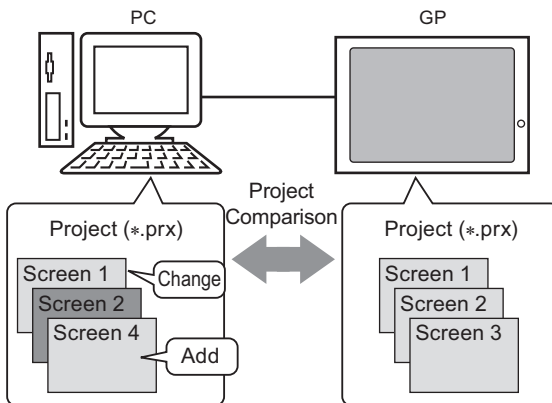 PC
GP
Project
Comparison
Project (*.prx)
Screen 1
Change
Screen 2
Screen 4
Add
Project (*.prx)
Screen 1
Screen 2
Screen 3